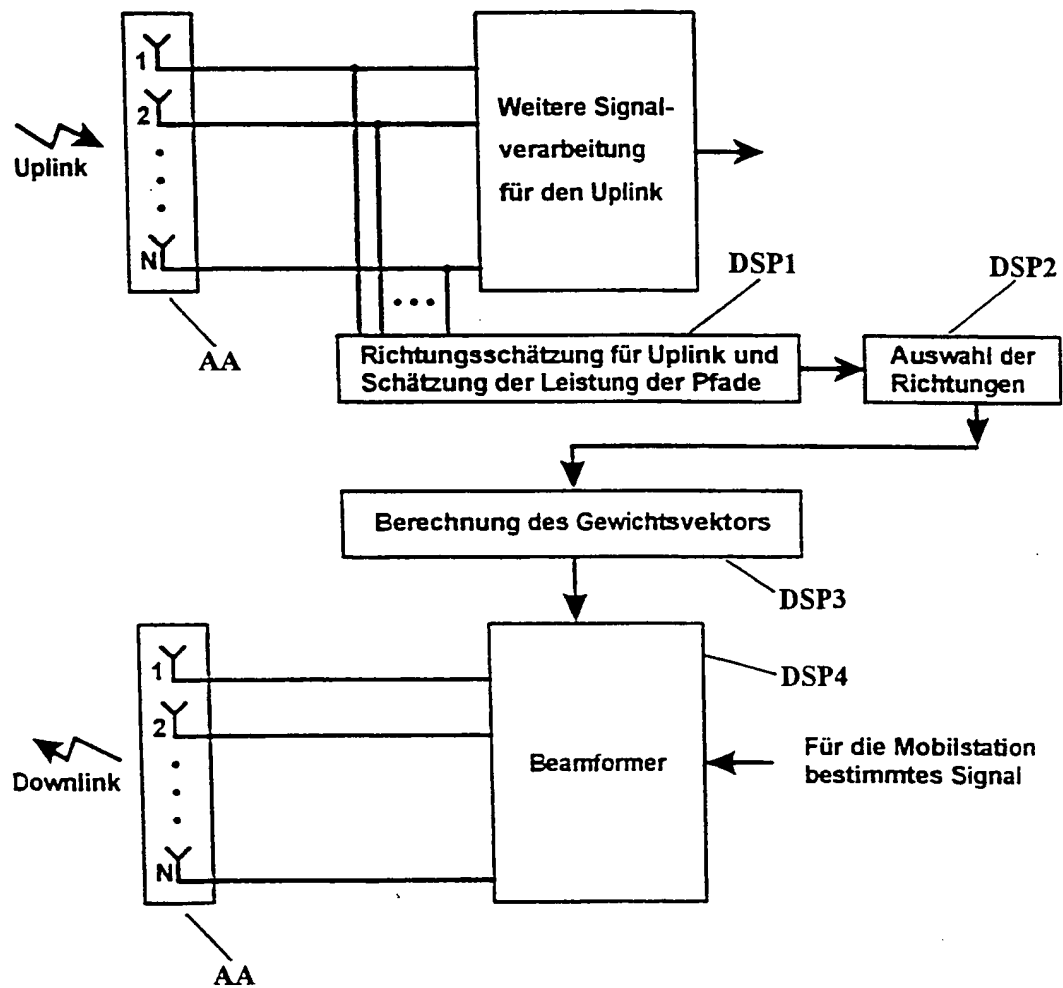 1
2
N
Uplink
AA
Weitere Signal-
verarbeitung
für den Uplink
DSP1
DSP2
Richtungsschätzung für Uplink und
Schätzung der Leistung der Pfade
Auswahl der
Richtungen
Berechnung des Gewichtsvektors
DSP3
1
2
N
Downlink
AA
Beamformer
DSP4
Für die Mobilstation
bestimmtes Signal